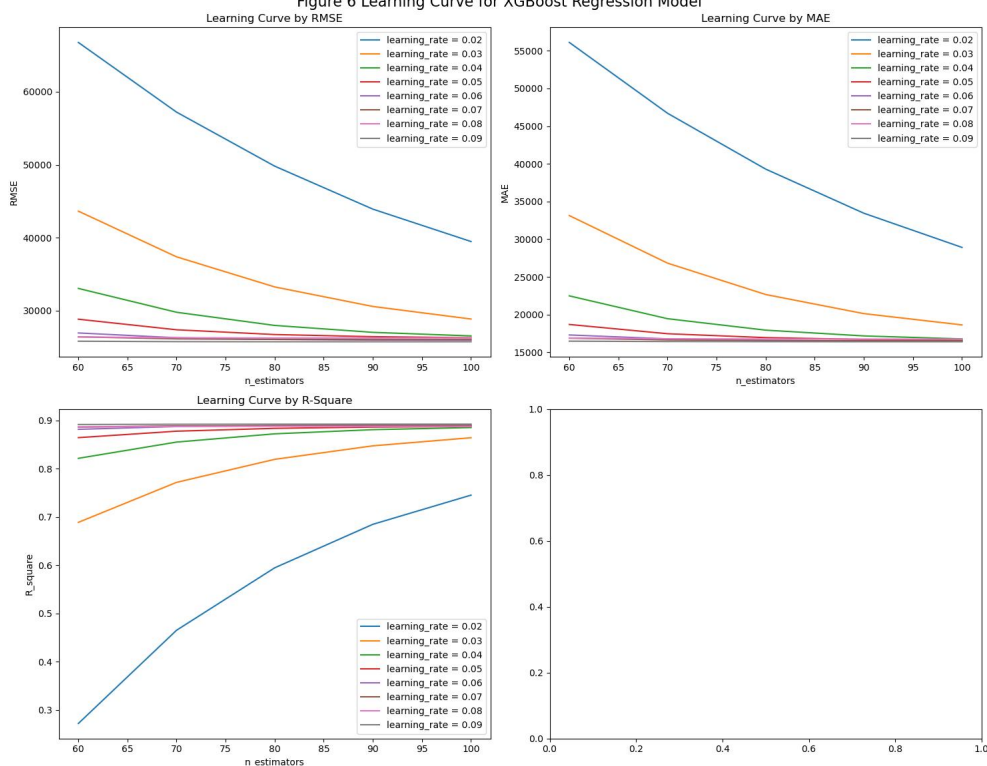 Figure 6 Learning Curve for XGBoost Regression Model
Learning Curve by RMSE
RMSE
60000
50000
40000
30000
60 65 70 75 80 85 90 95 100
n_estimators
learning_rate = 0.02
learning_rate = 0.03
learning_rate = 0.04
learning_rate = 0.05
learning_rate = 0.06
learning_rate = 0.07
learning_rate = 0.08
learning_rate = 0.09
Learning Curve by MAE
MAE
55000
50000
45000
40000
35000
30000
25000
20000
15000
60 65 70 75 80 85 90 95 100
n_estimators
learning_rate = 0.02
learning_rate = 0.03
learning_rate = 0.04
learning_rate = 0.05
learning_rate = 0.06
learning_rate = 0.07
learning_rate = 0.08
learning_rate = 0.09
Learning Curve by R-Square
R_square
0.9
0.8
0.7
0.6
0.5
0.4
0.3
60 65 70 75 80 85 90 95 100
n_estimators
learning_rate = 0.02
learning_rate = 0.03
learning_rate = 0.04
learning_rate = 0.05
learning_rate = 0.06
learning_rate = 0.07
learning_rate = 0.08
learning_rate = 0.09
1.0
0.8
0.6
0.4
0.2
0.0
0.0 0.2 0.4 0.6 0.8 1.0